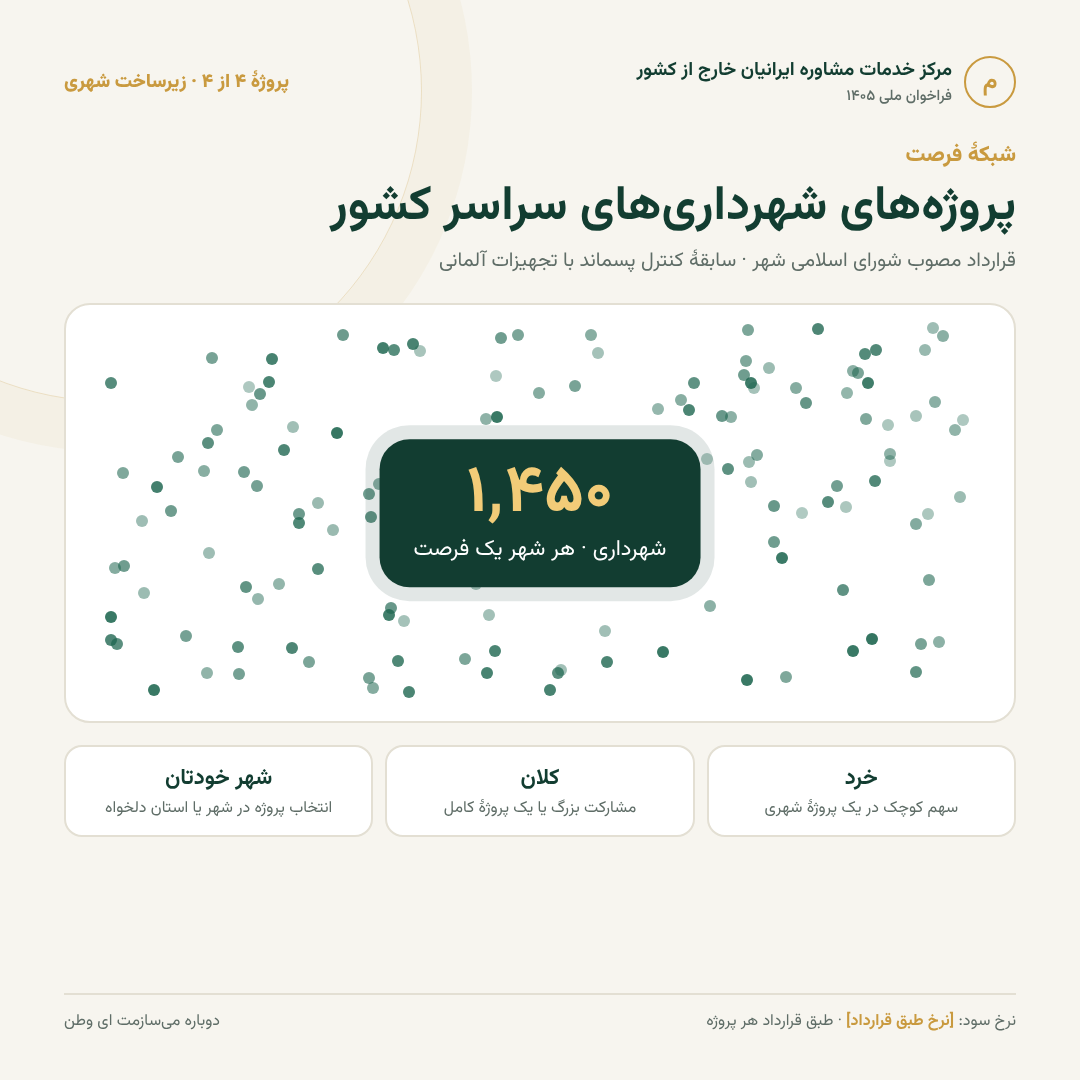 م
مرکز خدمات مشاوره ایرانیان خارج از کشور
فراخوان ملی ۱۴۰۵
پروژهٔ ۴ از ۴ · زیرساخت شهری
شبکهٔ فرصت
پروژه‌های شهرداری‌های سراسر کشور
قرارداد مصوب شورای اسلامی شهر · سابقهٔ کنترل پسماند با تجهیزات آلمانی
۱,۴۵۰
شهرداری · هر شهر یک فرصت
خرد
سهم کوچک در یک پروژهٔ شهری
کلان
مشارکت بزرگ یا یک پروژهٔ کامل
شهر خودتان
انتخاب پروژه در شهر یا استان دلخواه
نرخ سود: [نرخ طبق قرارداد] · طبق قرارداد هر پروژه
دوباره می‌سازمت ای وطن